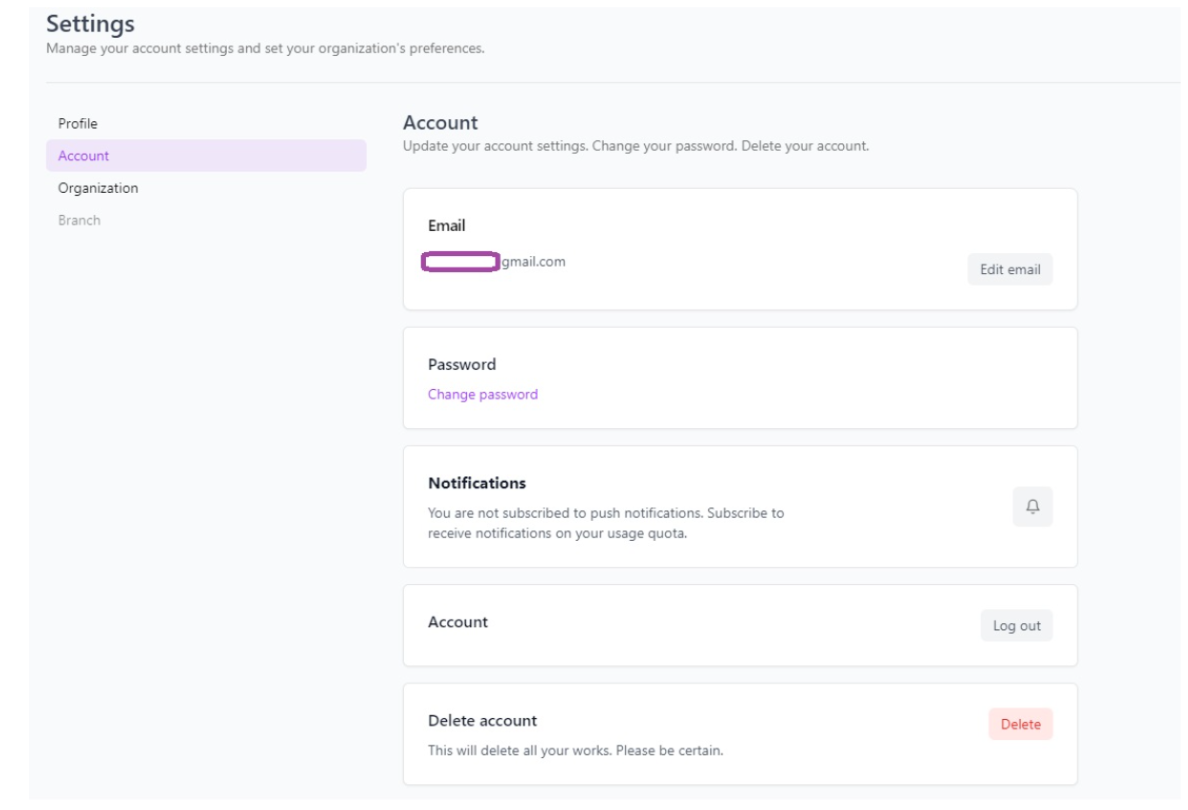 Settings
Manage your account settings and set your organization's preferences.
Profile
Account
Organization
Branch
Account
Update your account settings. Change your password. Delete your account.
Email
gmail.com
Edit email
Password
Change password
Notifications
You are not subscribed to push notifications. Subscribe to
receive notifications on your usage quota.
Account
Log out
Delete account
Delete
This will delete all your works. Please be certain.